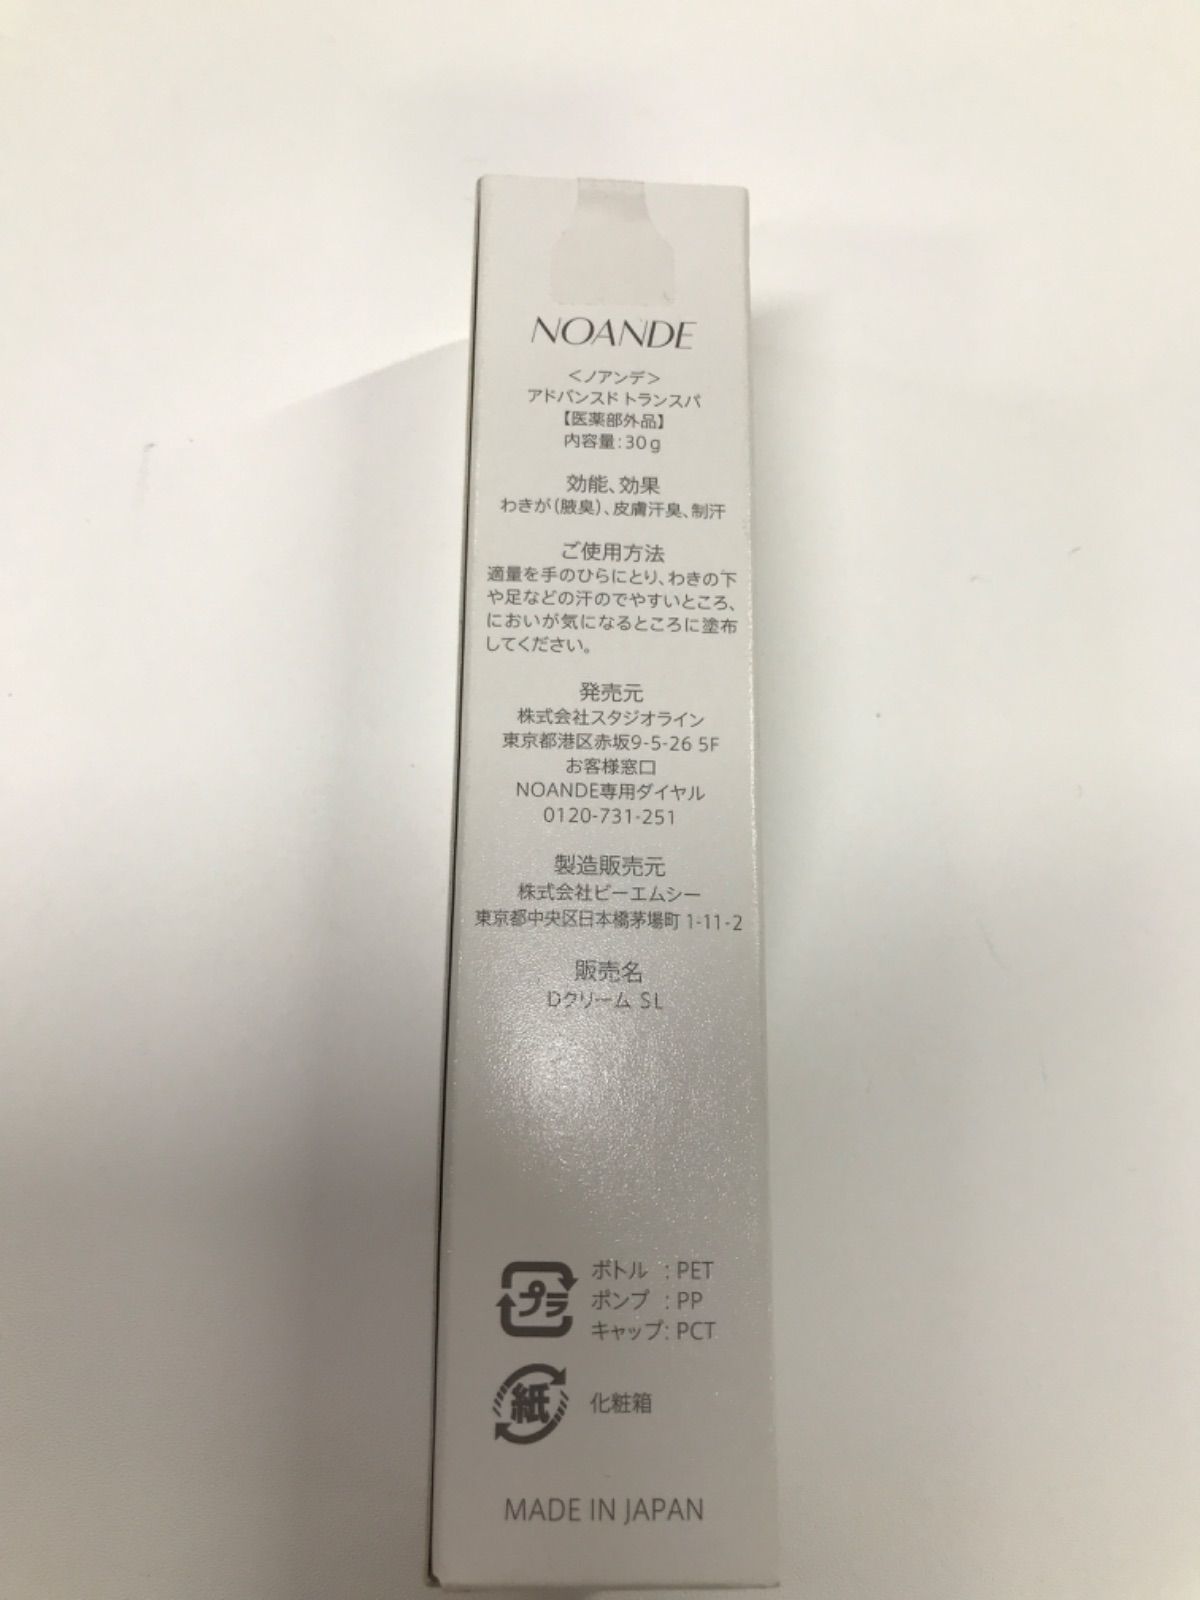 NOANDE
＜ノアンデ＞
アドバンスド トランスパ
【医薬部外品】
内容量：30g
効能、効果
わきが（腋臭）、皮膚汗臭、制汗
ご使用方法
適量を手のひらにとり、わきの下
や足などの汗のでやすいところ、
においが気になるところに塗布
してください。
発売元
株式会社スタジオライン
東京都港区赤坂9-5-26 5F
お客様窓口
NOANDE専用ダイヤル
0120-731-251
製造販売元
株式会社ビーエムシー
東京都中央区日本橋茅場町 1-11-2
販売名
Dクリーム SL
プラ
ボトル ：PET
ポンプ ：PP
キャップ：PCT
紙
化粧箱
MADE IN JAPAN